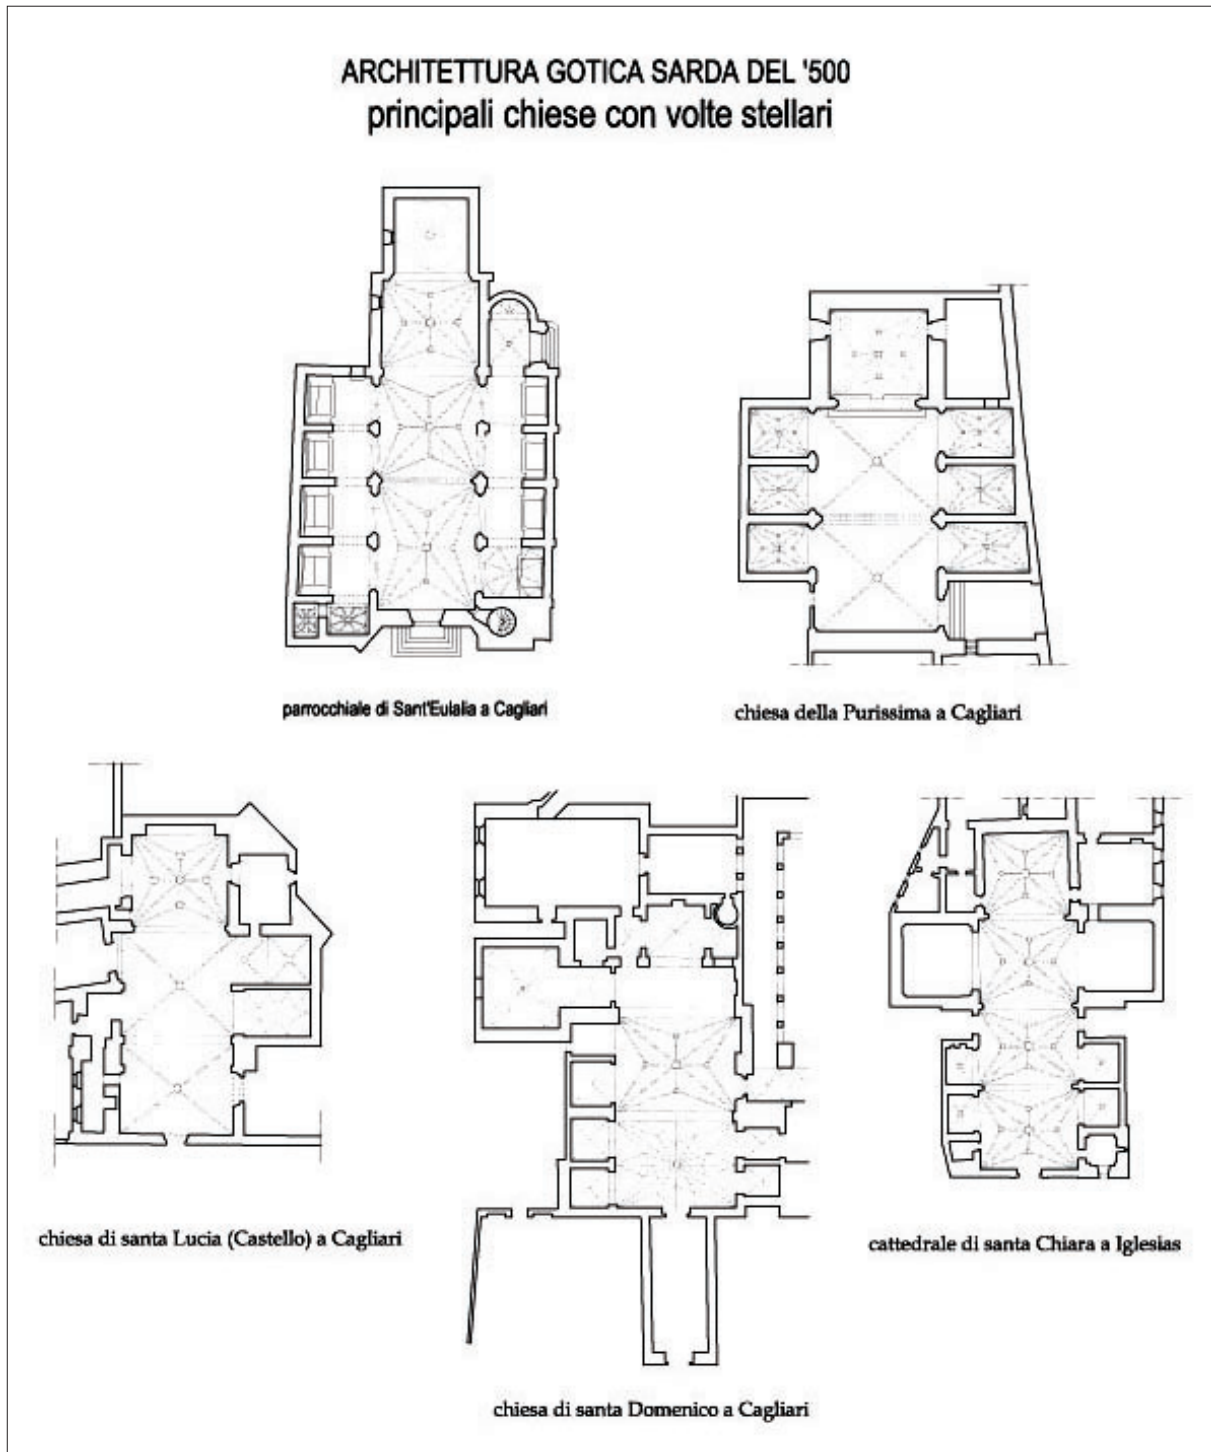 ARCHITETTURA GOTICA SARDA DEL '500
principali chiese con volte stellari
parrocchiale di Sant'Eulalia a Cagliari
chiesa della Purissima a Cagliari
chiesa di santa Lucia (Castello) a Cagliari
cattedrale di santa Chiara a Iglesias
chiesa di santa Domenico a Cagliari